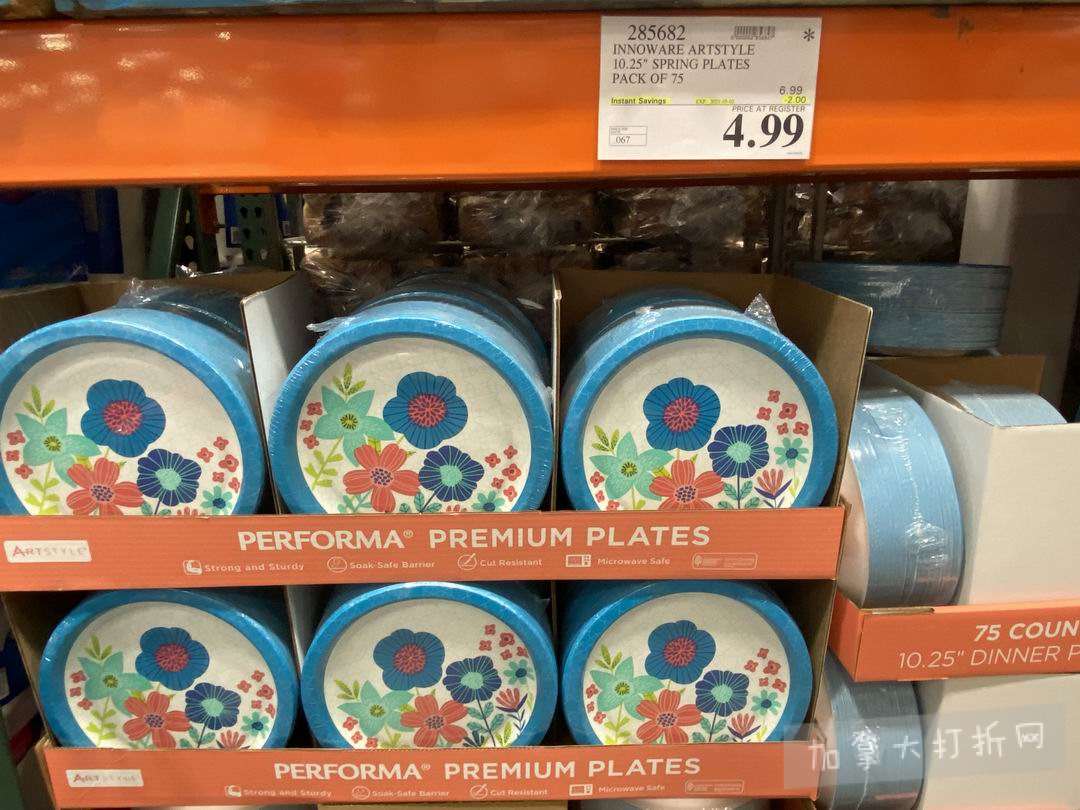 285682
*
INNOWARE ARTSTYLE
10.25" SPRING PLATES
PACK OF 75
6.99
Instant Savings
-2.00
PRICE AT REGISTER
.067
4.99
PERFORMA® PREMIUM PLATES
ARTSTYLE
Strong and Sturdy
Soak-Safe Barrier
Cut Resistant
Microwave Safe
75 COUN
10.25" DINNER P
PERFORMA® PREMIUM PLATES
ARTSTYLE
Strong and Sturdy
Soak-Safe Barrier
Cut Resistant
Microwave Safe
加拿大打折网